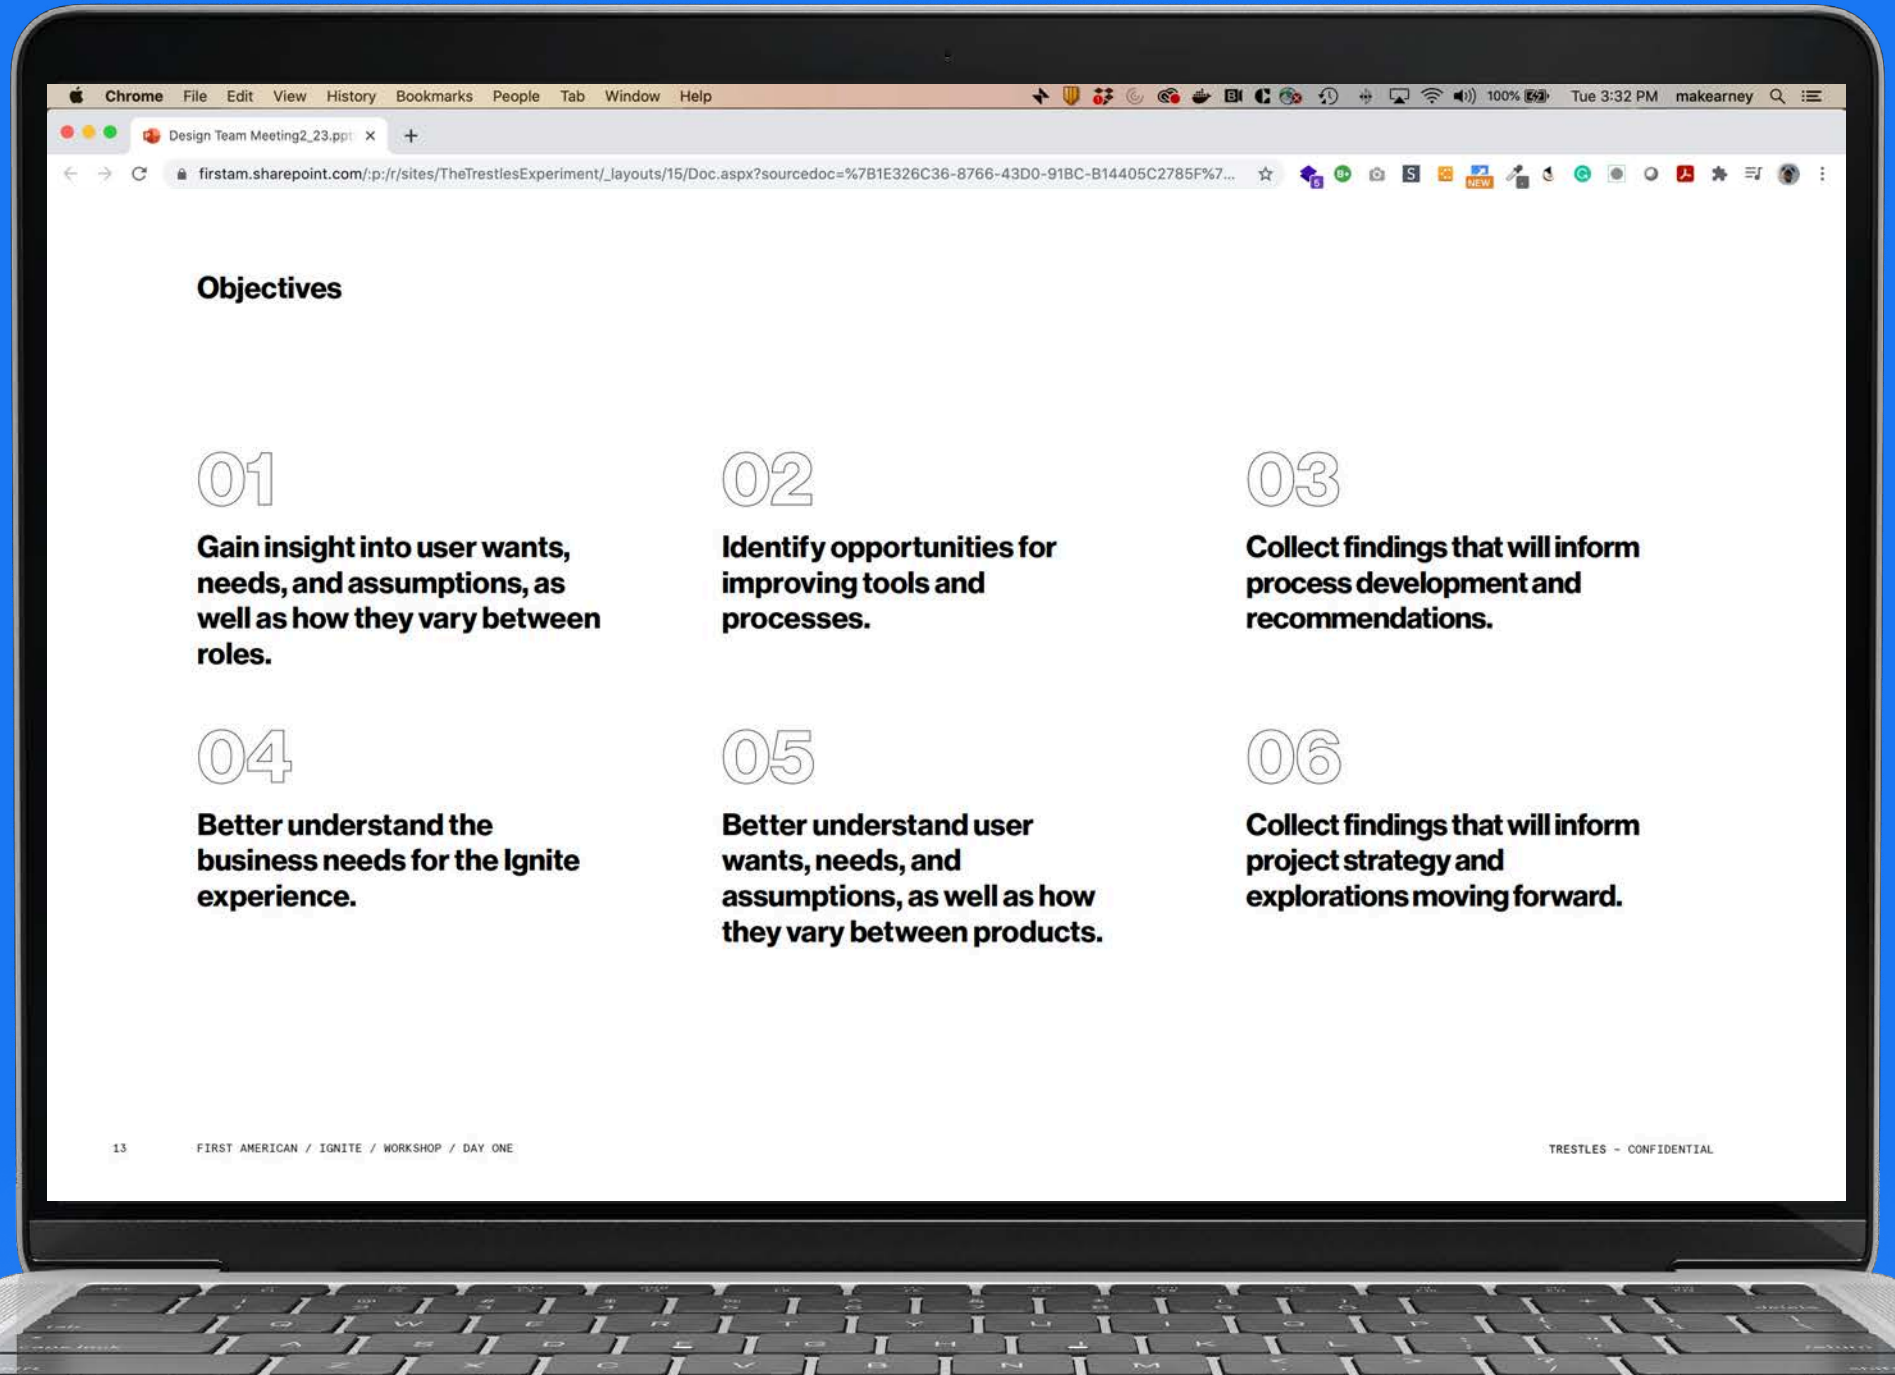 Chrome File Edit View History Bookmarks People Tab Window Help 100% Tue 3:32 PM makearney
Design Team Meeting2_23.ppt
firstam.sharepoint.com/:p:/r/sites/TheTrestlesExperiment/_layouts/15/Doc.aspx?sourcedoc=%7B1E326C36-8766-43D0-91BC-B14405C2785F%7...
NEW
Objectives
01
Gain insight into user wants,
needs, and assumptions, as
well as how they vary between
roles.
02
Identify opportunities for
improving tools and
processes.
03
Collect findings that will inform
process development and
recommendations.
04
Better understand the
business needs for the Ignite
experience.
05
Better understand user
wants, needs, and
assumptions, as well as how
they vary between products.
06
Collect findings that will inform
project strategy and
explorations moving forward.
13 FIRST AMERICAN / IGNITE / WORKSHOP / DAY ONE TRESTLES – CONFIDENTIAL